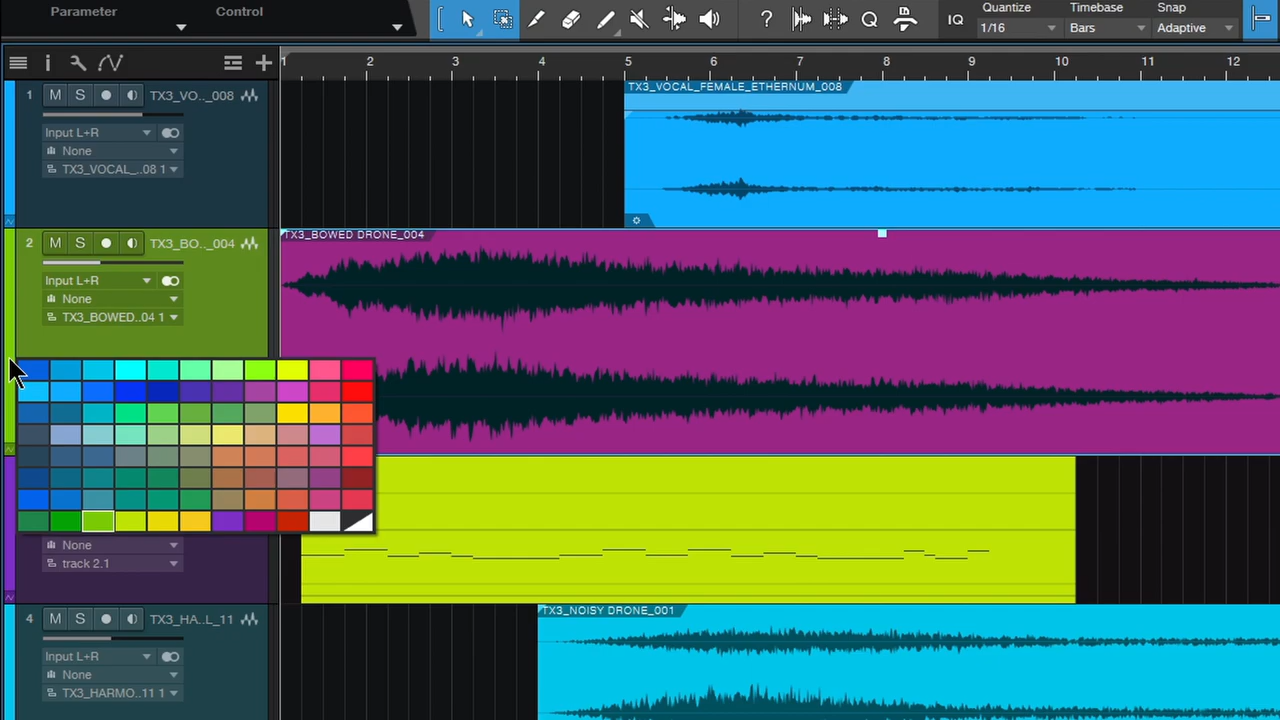 Parameter
Control
?
Q
IQ
Quantize
1/16
Timebase
Bars
Snap
Adaptive
i
1 2 3 4 5 6 7 8 9 10 11 12
1 M S TX3_VO.._008
Input L+R
None
TX3_VOCAL_...08 1
TX3_VOCAL_FEMALE_ETHERNUM_008
2 M S TX3_BO.._004
Input L+R
None
TX3_BOWED..04 1
TX3_BOWED DRONE_004
None
track 2.1
4 M S TX3_HA..L_11
Input L+R
None
TX3_HARMO..11 1
TX3_NOISY DRONE_001